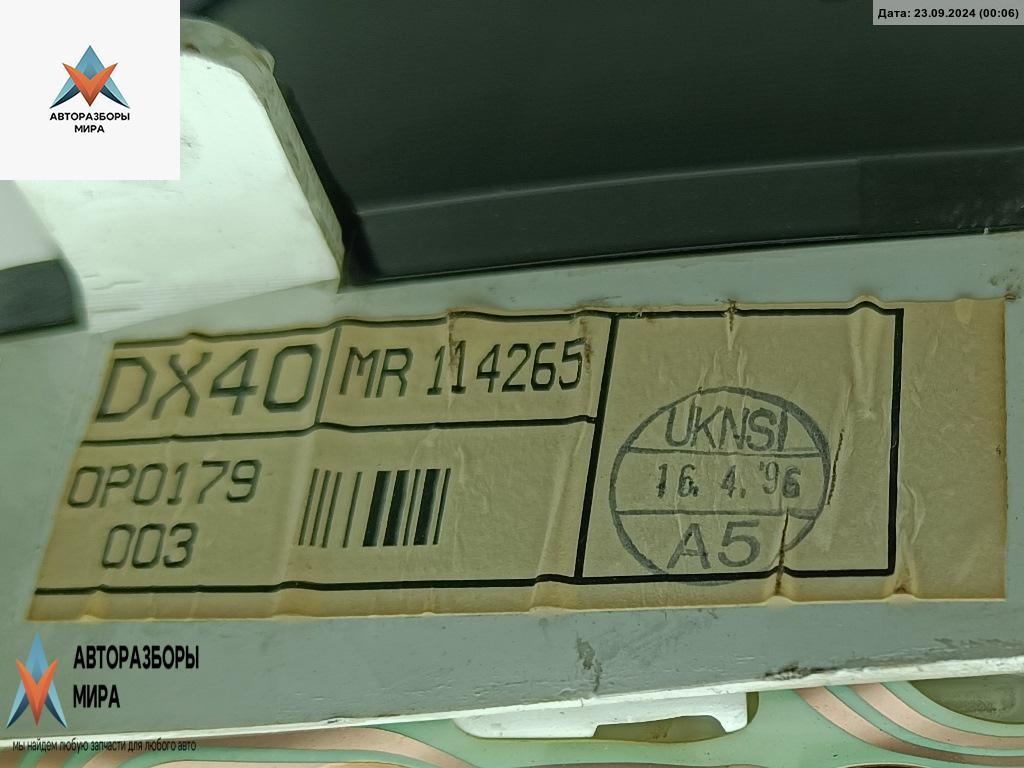 Дата: 23.09.2024 (00:06)
АВТОРАЗБОРЫ
МИРА
DX40
MR 114265
0P0179
003
UKNSI
16. 4. '96
A5
АВТОРАЗБОРЫ
МИРА
мы найдем любую запчасти для любого авто